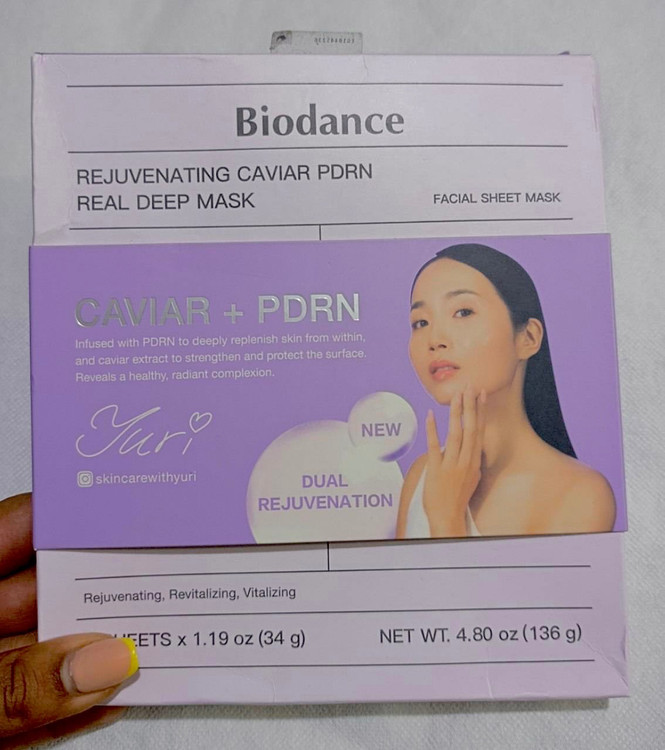 Biodance
REJUVENATING CAVIAR PDRN
REAL DEEP MASK
FACIAL SHEET MASK
CAVIAR + PDRN
Infused with PDRN to deeply replenish skin from within,
and caviar extract to strengthen and protect the surface.
Reveals a healthy, radiant complexion.
Yuri
skincarewithyuri
NEW
DUAL
REJUVENATION
Rejuvenating, Revitalizing, Vitalizing
x 1.19 oz (34 g)
NET WT. 4.80 oz (136 g)